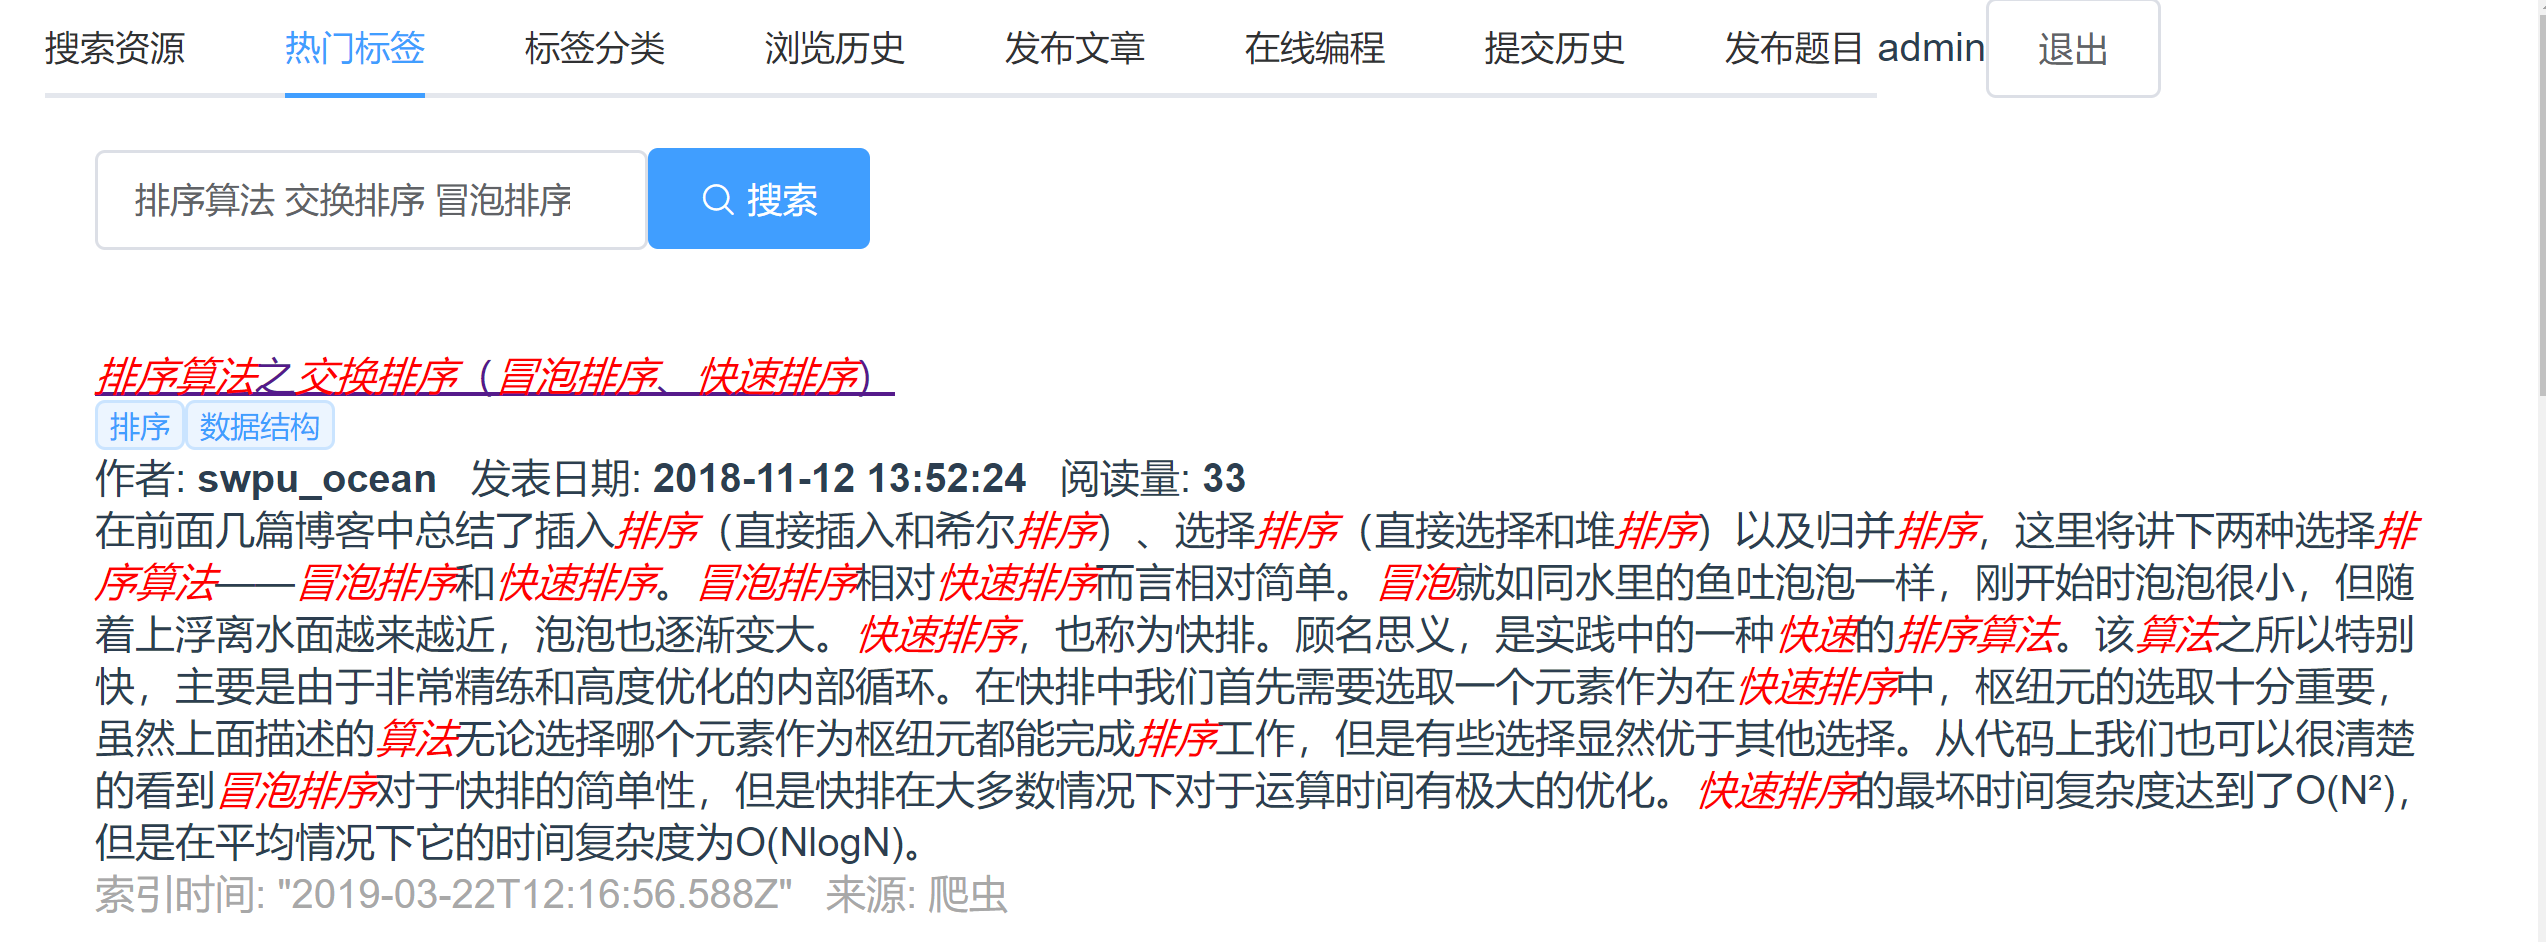 搜索资源 热门标签 标签分类 浏览历史 发布文章 在线编程 提交历史 发布题目 admin 退出
排序算法 交换排序 冒泡排序 搜索
排序算法之交换排序（冒泡排序、快速排序）
排序 数据结构
作者: swpu_ocean 发表日期: 2018-11-12 13:52:24 阅读量: 33
在前面几篇博客中总结了插入排序（直接插入和希尔排序）、选择排序（直接选择和堆排序）以及归并排序，这里将讲下两种选择排
序算法——冒泡排序和快速排序。冒泡排序相对快速排序而言相对简单。冒泡就如同水里的鱼吐泡泡一样，刚开始时泡泡很小，但随
着上浮离水面越来越近，泡泡也逐渐变大。快速排序，也称为快排。顾名思义，是实践中的一种快速的排序算法。该算法之所以特别
快，主要是由于非常精练和高度优化的内部循环。在快排中我们首先需要选取一个元素作为在快速排序中，枢纽元的选取十分重要，
虽然上面描述的算法无论选择哪个元素作为枢纽元都能完成排序工作，但是有些选择显然优于其他选择。从代码上我们也可以很清楚
的看到冒泡排序对于快排的简单性，但是快排在大多数情况下对于运算时间有极大的优化。快速排序的最坏时间复杂度达到了O(N²)，
但是在平均情况下它的时间复杂度为O(NlogN)。
索引时间: "2019-03-22T12:16:56.588Z" 来源: 爬虫